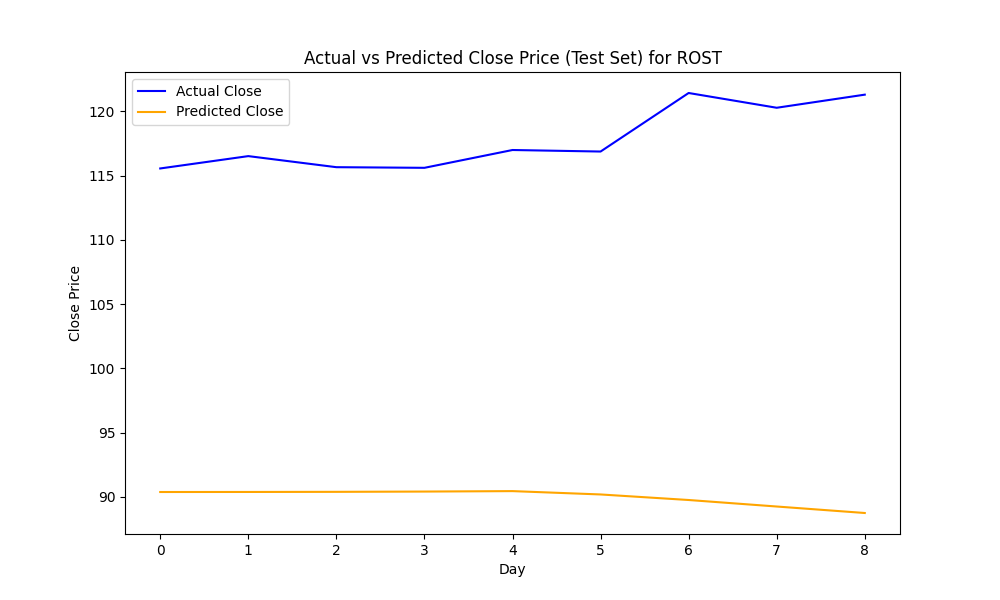 Actual vs Predicted Close Price (Test Set) for ROST
Actual Close
Predicted Close
120
115
110
105
100
95
90
Close Price
0 1 2 3 4 5 6 7 8
Day